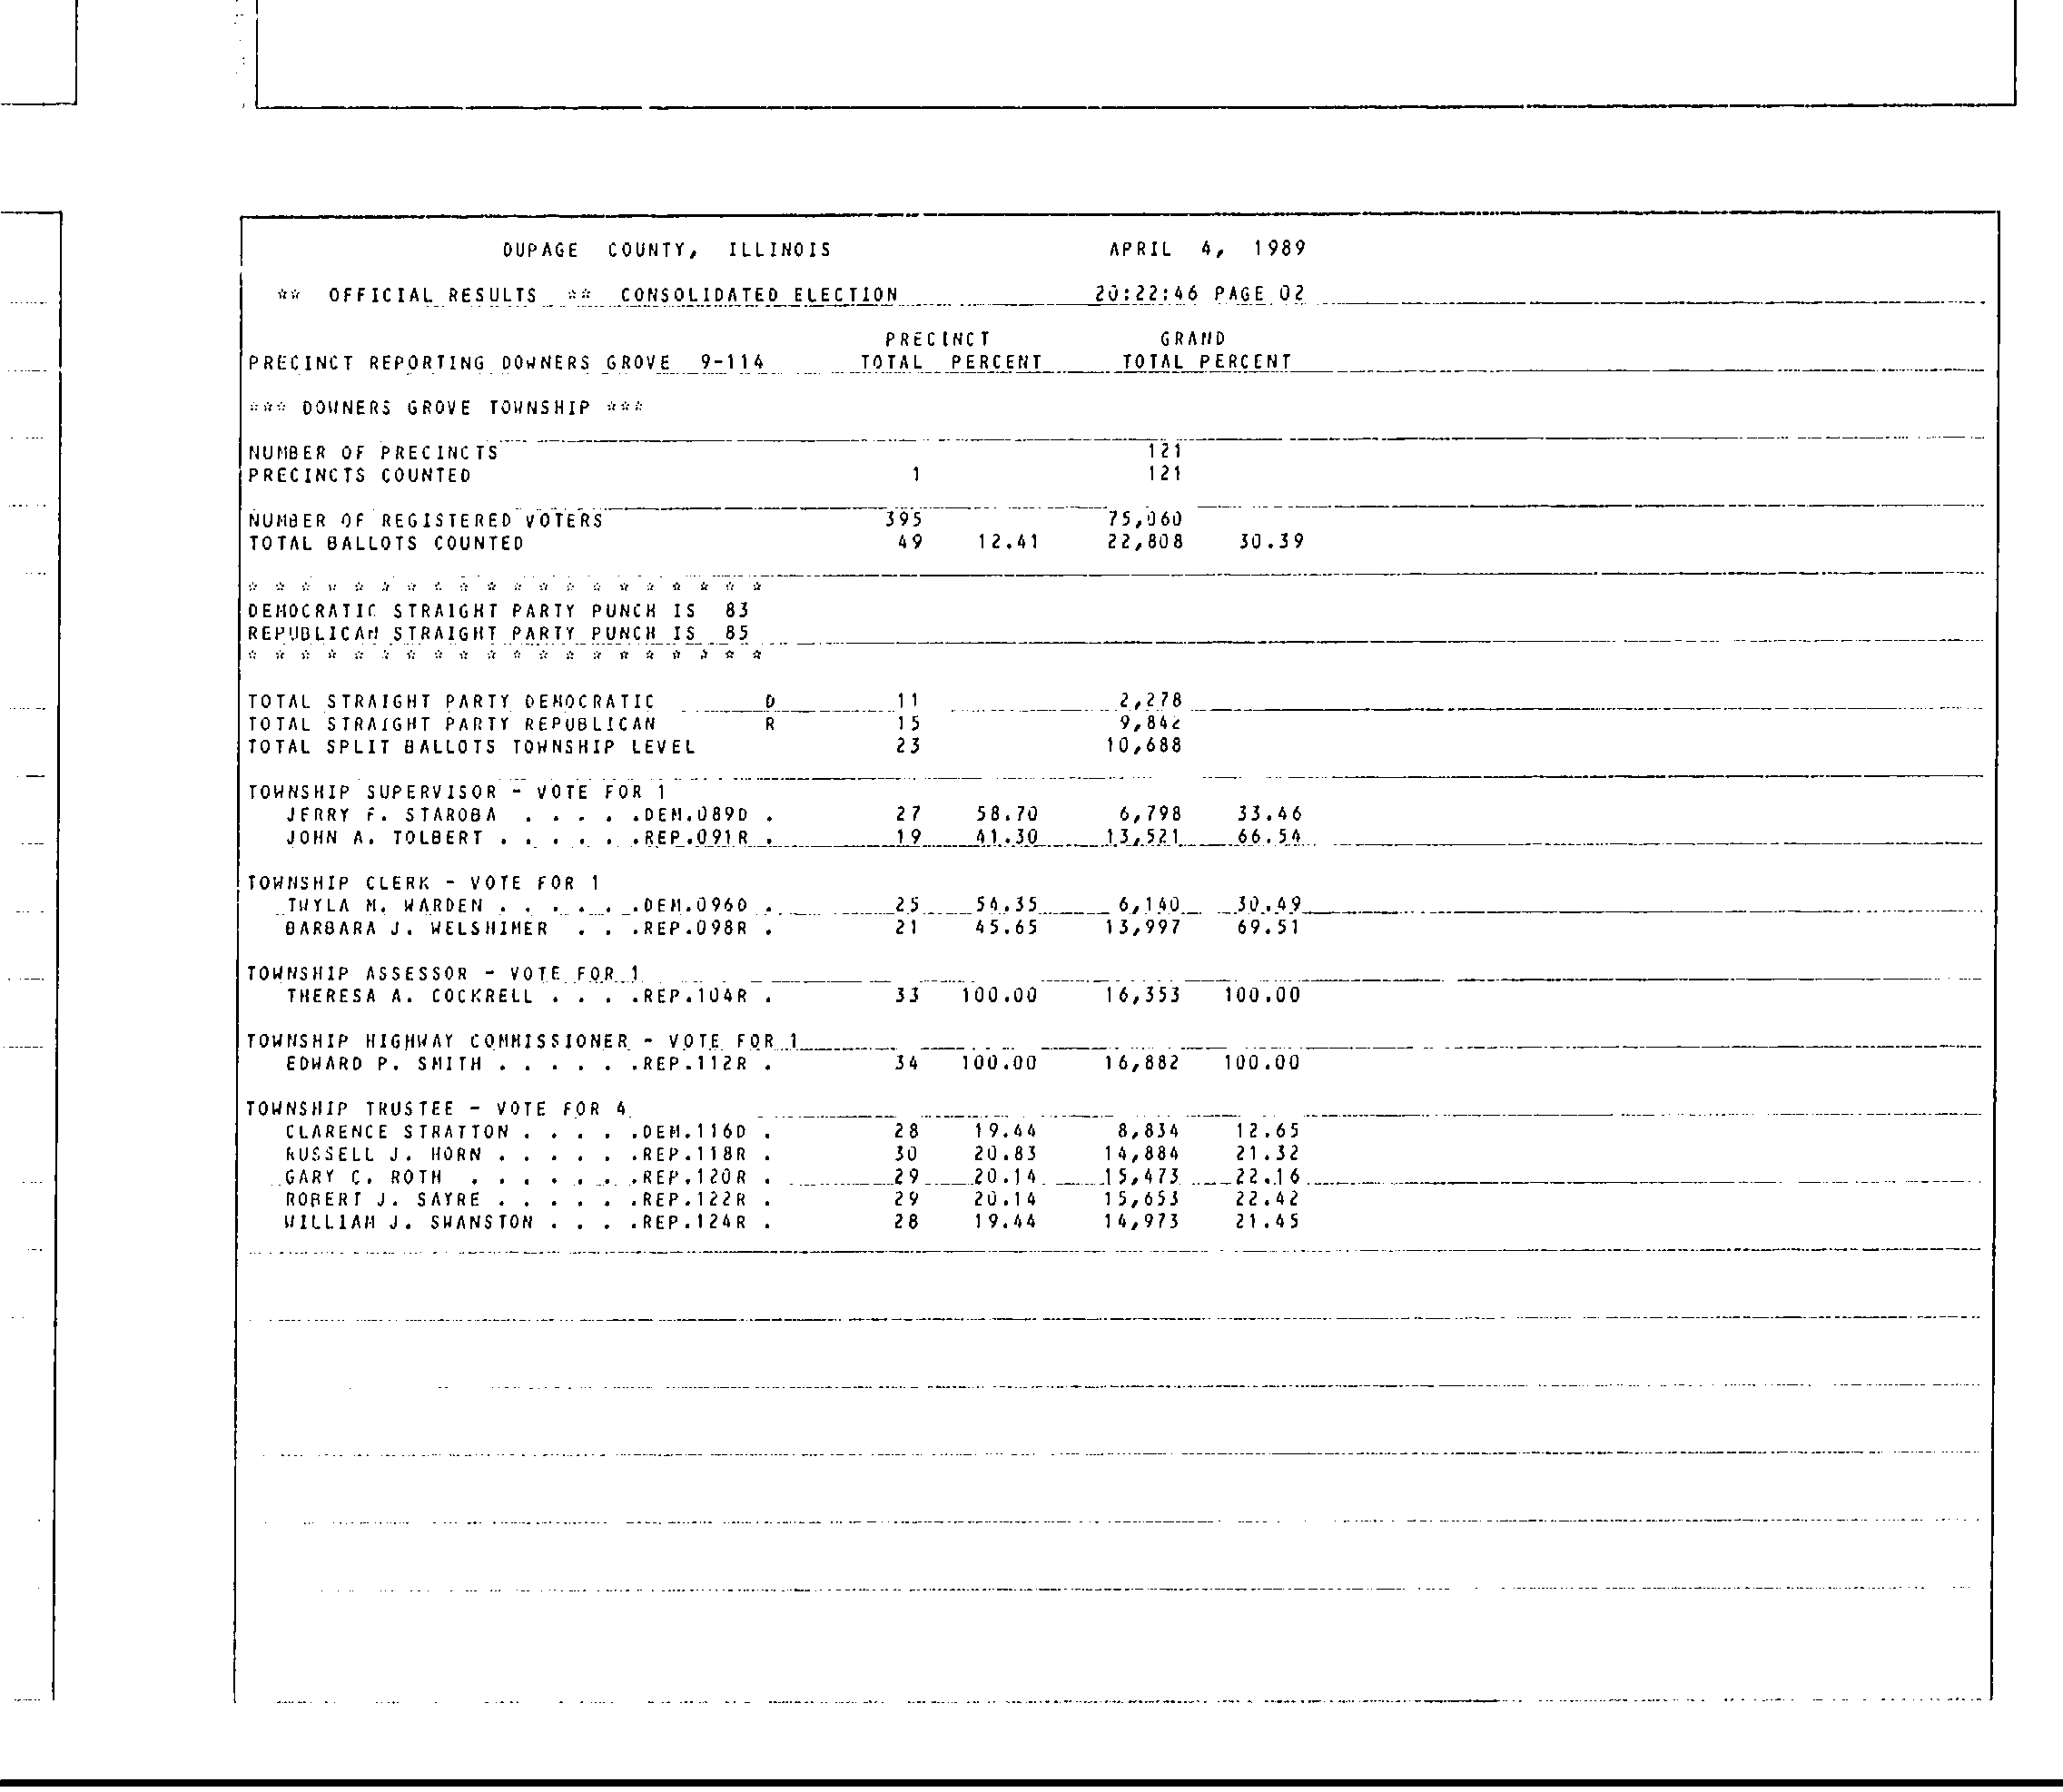 DUPAGE COUNTY, ILLINOIS APRIL 4, 1989
** OFFICIAL RESULTS ** CONSOLIDATED ELECTION 20:22:46 PAGE 02
PRECINCT GRAND
PRECINCT REPORTING DOWNERS GROVE 9-114 TOTAL PERCENT TOTAL PERCENT
*** DOWNERS GROVE TOWNSHIP ***
NUMBER OF PRECINCTS 121
PRECINCTS COUNTED 1 121
NUMBER OF REGISTERED VOTERS 395 75,060
TOTAL BALLOTS COUNTED 49 12.41 22,808 30.39
* * * * * * * * * * * * * * * * * * * *
DEMOCRATIC STRAIGHT PARTY PUNCH IS 83
REPUBLICAN STRAIGHT PARTY PUNCH IS 85
* * * * * * * * * * * * * * * * * * * *
TOTAL STRAIGHT PARTY DEMOCRATIC D 11 2,278
TOTAL STRAIGHT PARTY REPUBLICAN R 15 9,842
TOTAL SPLIT BALLOTS TOWNSHIP LEVEL 23 10,688
TOWNSHIP SUPERVISOR - VOTE FOR 1
JERRY F. STAROBA . . . . .DEM.089D . 27 58.70 6,798 33.46
JOHN A. TOLBERT . . . . . .REP.091R . 19 41.30 13,521 66.54
TOWNSHIP CLERK - VOTE FOR 1
TWYLA M. WARDEN . . . . . .DEM.096D . 25 54.35 6,140 30.49
BARBARA J. WELSHIMER . . .REP.098R . 21 45.65 13,997 69.51
TOWNSHIP ASSESSOR - VOTE FOR 1
THERESA A. COCKRELL . . . .REP.104R . 33 100.00 16,353 100.00
TOWNSHIP HIGHWAY COMMISSIONER - VOTE FOR 1
EDWARD P. SMITH . . . . . .REP.112R . 34 100.00 16,882 100.00
TOWNSHIP TRUSTEE - VOTE FOR 4
CLARENCE STRATTON . . . . .DEM.116D . 28 19.44 8,834 12.65
RUSSELL J. HORN . . . . . .REP.118R . 30 20.83 14,884 21.32
GARY C. ROTH . . . . . . .REP.120R . 29 20.14 15,473 22.16
ROBERT J. SAYRE . . . . . .REP.122R . 29 20.14 15,653 22.42
WILLIAM J. SWANSTON . . . .REP.124R . 28 19.44 14,973 21.45